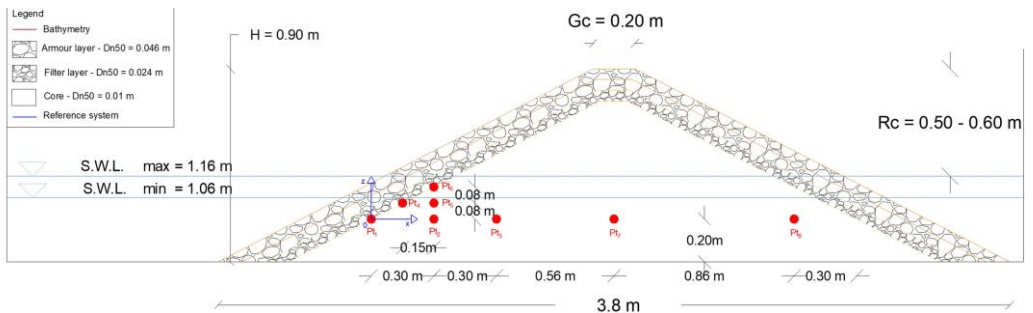 Legend
Bathymetry
Armour layer - Dn50 = 0.046 m
Filter layer - Dn50 = 0.024 m
Core - Dn50 = 0.01 m
Reference system
H = 0.90 m
Gc = 0.20 m
Rc = 0.50 - 0.60 m
S.W.L. max = 1.16 m
S.W.L. min = 1.06 m
z
0
x
Pt₁
Pt₂
Pt₃
Pt₄
Pt₅
Pt₆
Pt₇
Pt₈
0.08 m
0.08 m
0.15m
0.20m
0.30 m
0.30 m
0.56 m
0.86 m
0.30 m
3.8 m